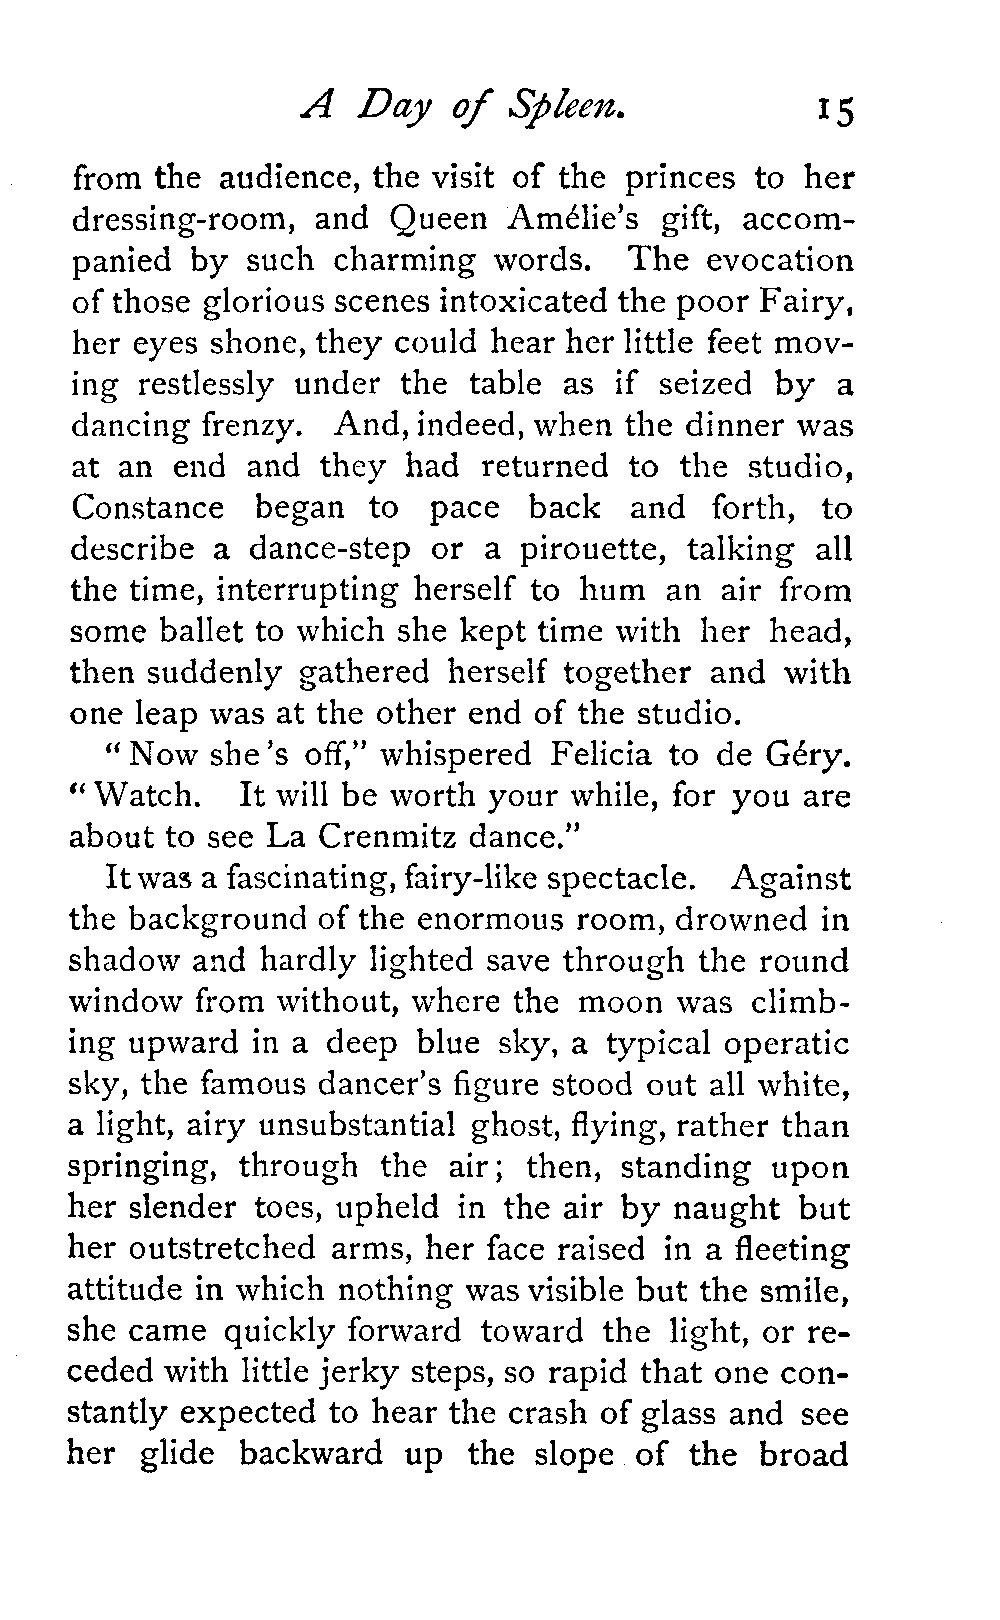 A Day of Spleen. 15
from the audience, the visit of the princes to her
dressing-room, and Queen Amélie's gift, accom-
panied by such charming words. The evocation
of those glorious scenes intoxicated the poor Fairy,
her eyes shone, they could hear her little feet mov-
ing restlessly under the table as if seized by a
dancing frenzy. And, indeed, when the dinner was
at an end and they had returned to the studio,
Constance began to pace back and forth, to
describe a dance-step or a pirouette, talking all
the time, interrupting herself to hum an air from
some ballet to which she kept time with her head,
then suddenly gathered herself together and with
one leap was at the other end of the studio.
"Now she's off," whispered Felicia to de Géry.
"Watch. It will be worth your while, for you are
about to see La Crenmitz dance."
It was a fascinating, fairy-like spectacle. Against
the background of the enormous room, drowned in
shadow and hardly lighted save through the round
window from without, where the moon was climb-
ing upward in a deep blue sky, a typical operatic
sky, the famous dancer's figure stood out all white,
a light, airy unsubstantial ghost, flying, rather than
springing, through the air; then, standing upon
her slender toes, upheld in the air by naught but
her outstretched arms, her face raised in a fleeting
attitude in which nothing was visible but the smile,
she came quickly forward toward the light, or re-
ceded with little jerky steps, so rapid that one con-
stantly expected to hear the crash of glass and see
her glide backward up the slope of the broad